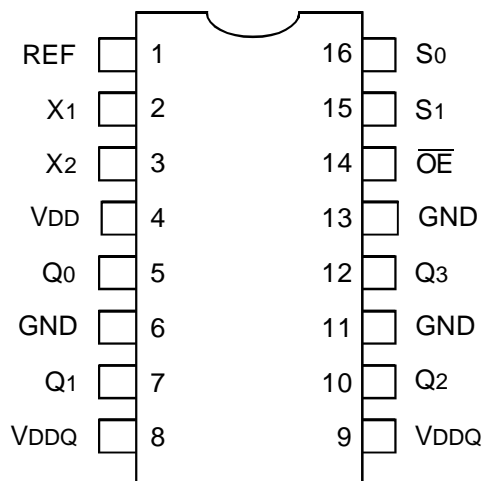 REF 1 16 S0
X1 2 15 S1
X2 3 14 O̅E̅
VDD 4 13 GND
Q0 5 12 Q3
GND 6 11 GND
Q1 7 10 Q2
VDDQ 8 9 VDDQ